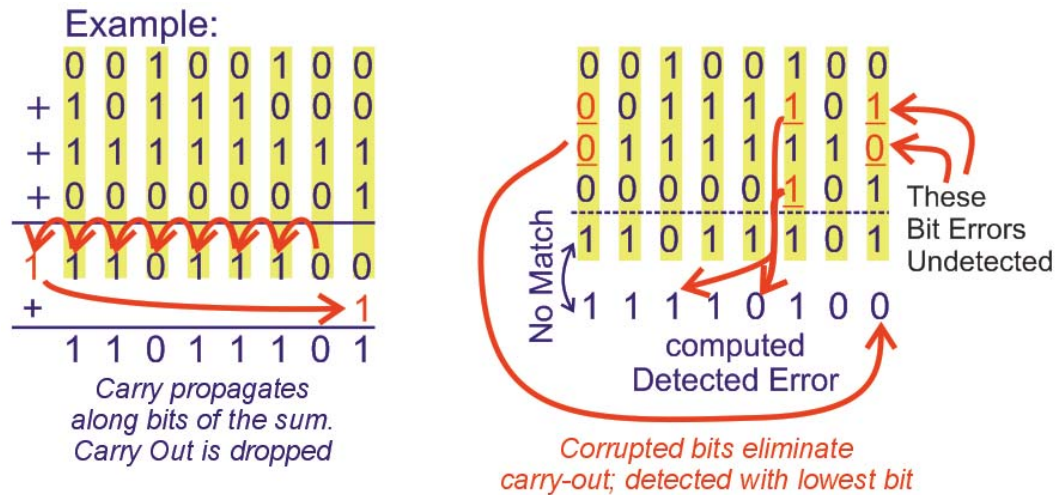 Example:
0 0 1 0 0 1 0 0
+ 1 0 1 1 1 0 0 0
+ 1 1 1 1 1 1 1 1
+ 0 0 0 0 0 0 0 1
1 1 1 0 1 1 1 0 0
+ 1
1 1 0 1 1 1 0 1
Carry propagates
along bits of the sum.
Carry Out is dropped
0 0 1 0 0 1 0 0
0 0 1 1 1 1 0 1
0 1 1 1 1 1 1 0
0 0 0 0 0 1 0 1
1 1 0 1 1 1 0 1
No Match
1 1 1 1 0 1 0 0
computed
Detected Error
These
Bit Errors
Undetected
Corrupted bits eliminate
carry-out; detected with lowest bit